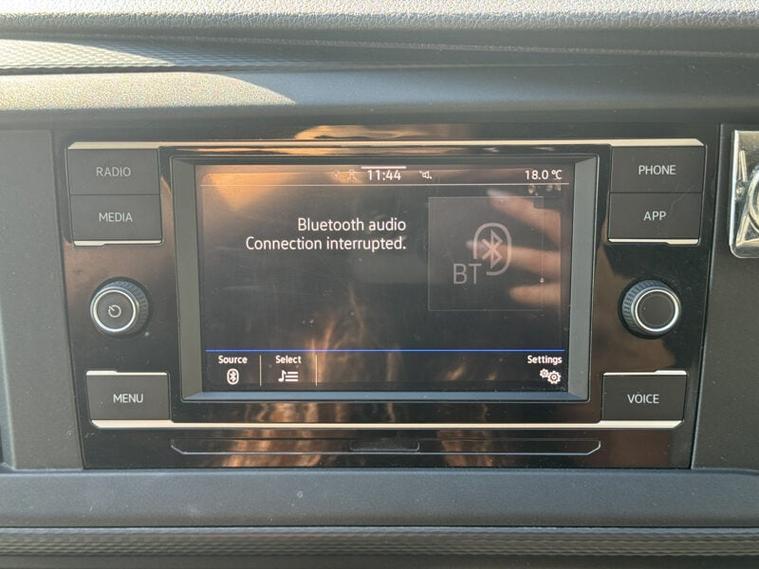 RADIO
MEDIA
MENU
11:44
18.0 °C
Bluetooth audio
Connection interrupted.
BT
Source
Select
Settings
PHONE
APP
VOICE